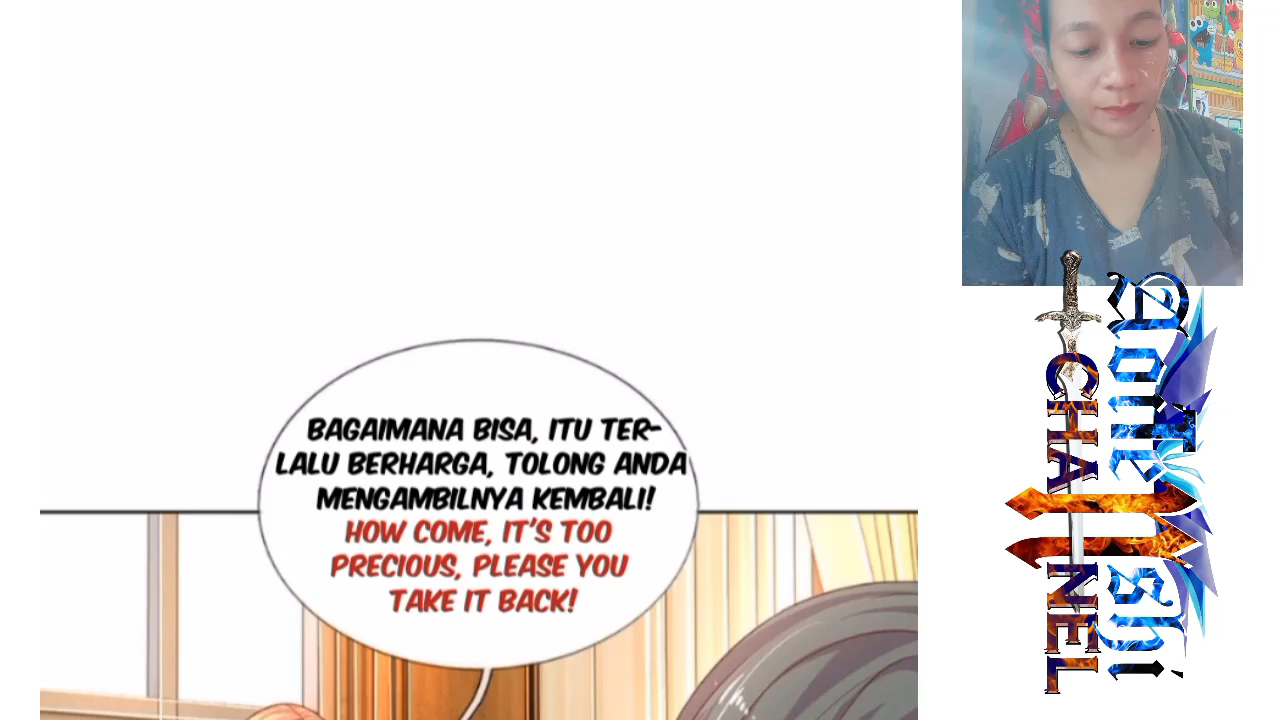 BAGAIMANA BISA, ITU TER-
LALU BERHARGA, TOLONG ANDA
MENGAMBILNYA KEMBALI!
HOW COME, IT'S TOO
PRECIOUS, PLEASE YOU
TAKE IT BACK!
CHANNEL